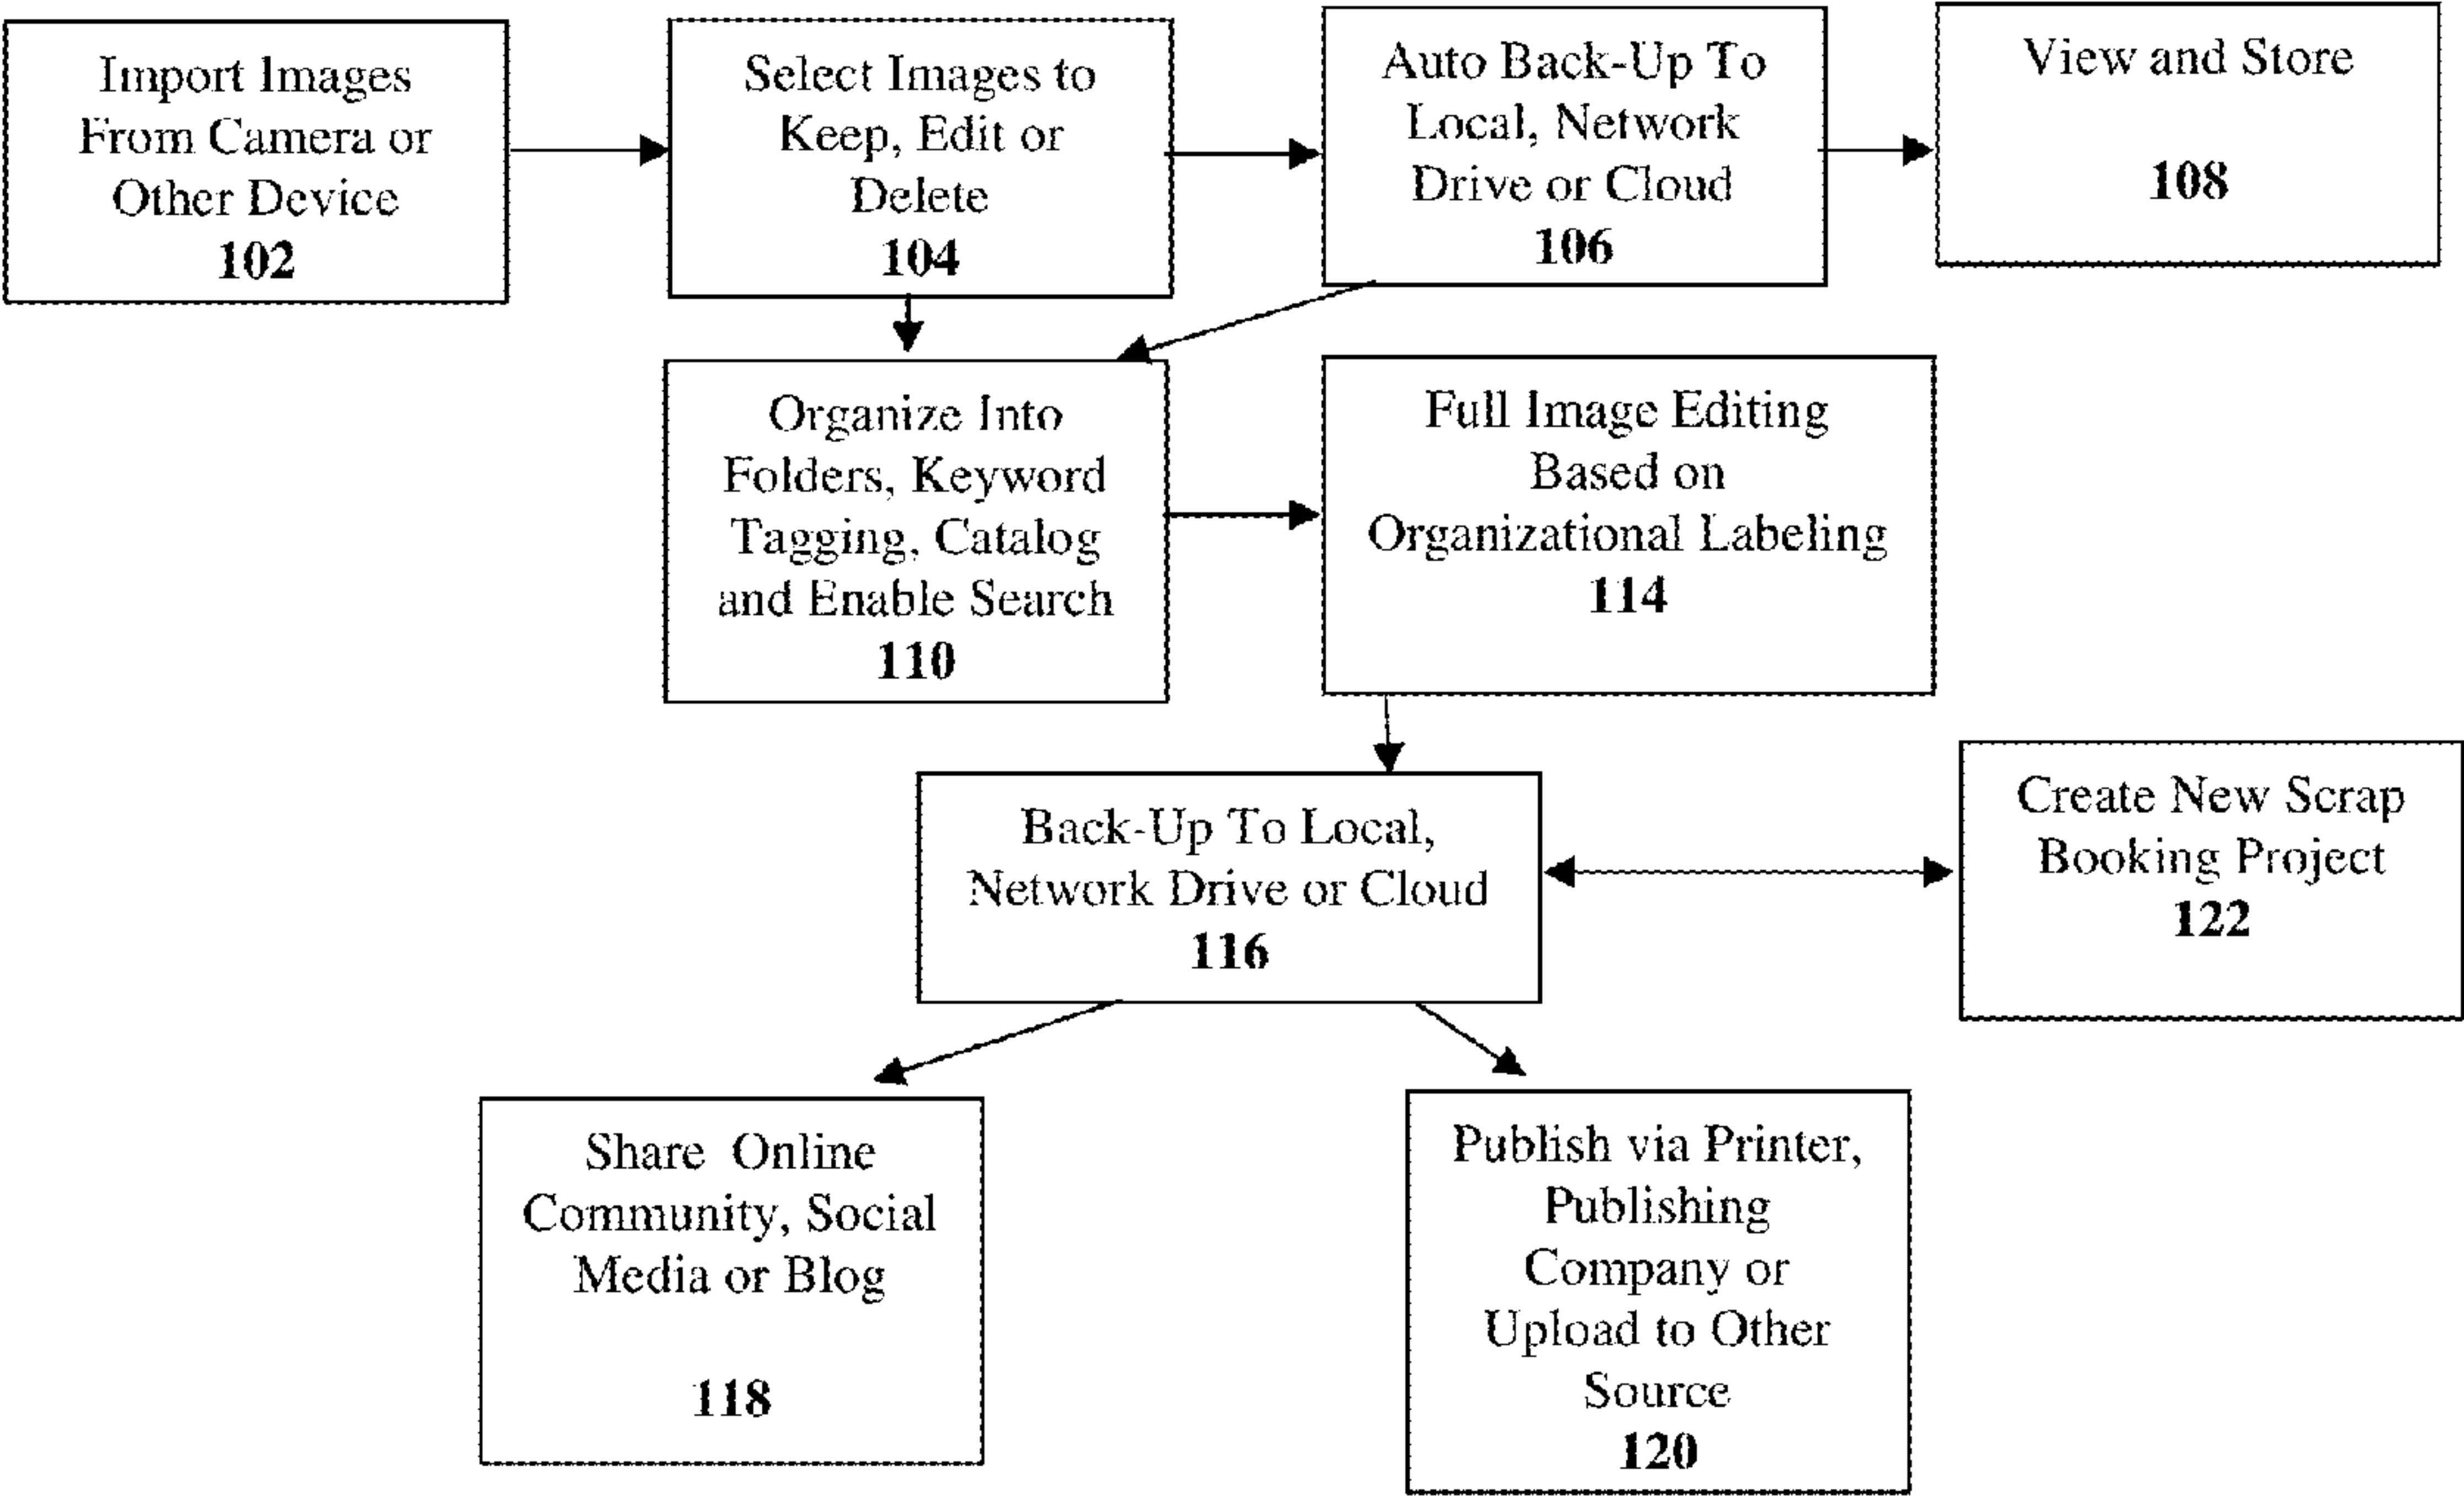 Import Images
From Camera or
Other Device
102
Select Images to
Keep, Edit or
Delete
104
Auto Back-Up To
Local, Network
Drive or Cloud
106
View and Store
108
Organize Into
Folders, Keyword
Tagging, Catalog
and Enable Search
110
Full Image Editing
Based on
Organizational Labeling
114
Back-Up To Local,
Network Drive or Cloud
116
Create New Scrap
Booking Project
122
Share Online
Community, Social
Media or Blog
118
Publish via Printer,
Publishing
Company or
Upload to Other
Source
120